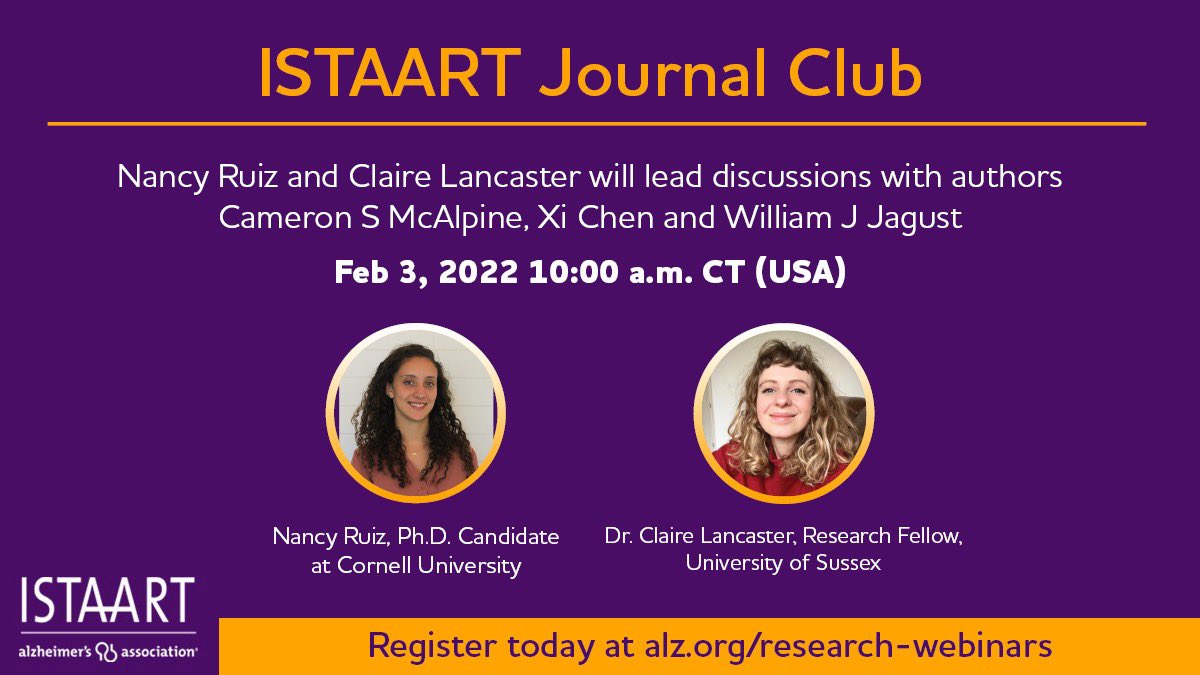 ISTAART Journal Club
Nancy Ruiz and Claire Lancaster will lead discussions with authors
Cameron S McAlpine, Xi Chen and William J Jagust
Feb 3, 2022 10:00 a.m. CT (USA)
Nancy Ruiz, Ph.D. Candidate
at Cornell University
Dr. Claire Lancaster, Research Fellow,
University of Sussex
ISTAART
alzheimer's association®
Register today at alz.org/research-webinars